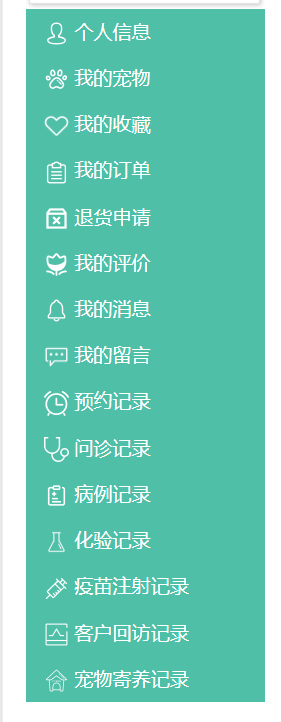 个人信息
我的宠物
我的收藏
我的订单
退货申请
我的评价
我的消息
我的留言
预约记录
问诊记录
病例记录
化验记录
疫苗注射记录
客户回访记录
宠物寄养记录